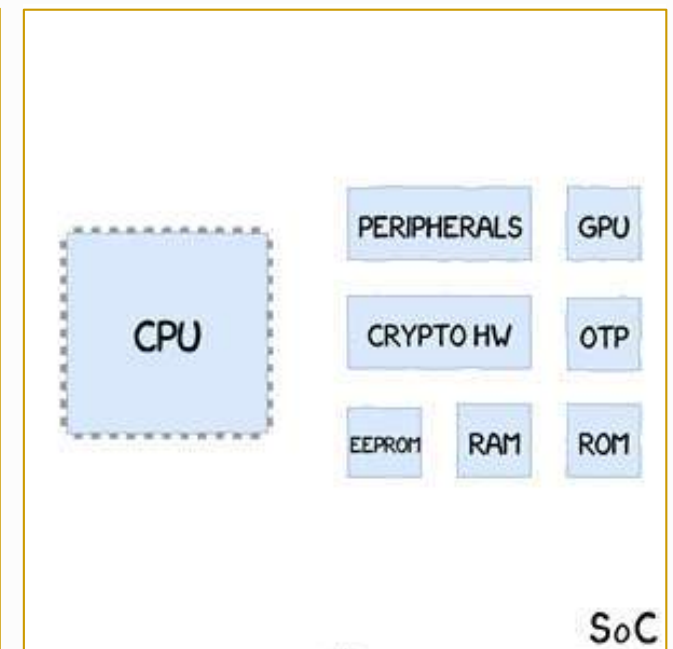 CPU
PERIPHERALS
GPU
CRYPTO HW
OTP
EEPROM
RAM
ROM
SoC